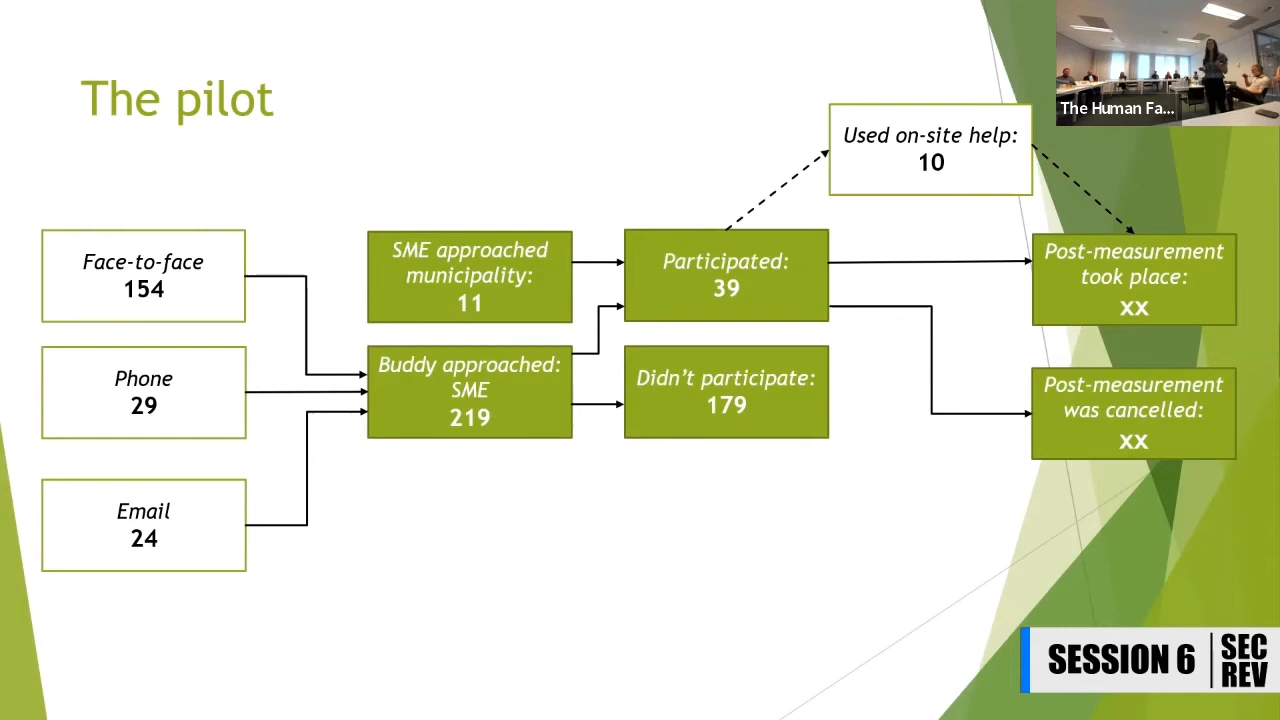 The pilot
The Human Fa...
Used on-site help:
10
Face-to-face
154
SME approached
municipality:
11
Participated:
39
Post-measurement
took place:
xx
Phone
29
Buddy approached:
SME
219
Didn't participate:
179
Post-measurement
was cancelled:
xx
Email
24
SESSION 6
SEC
REV